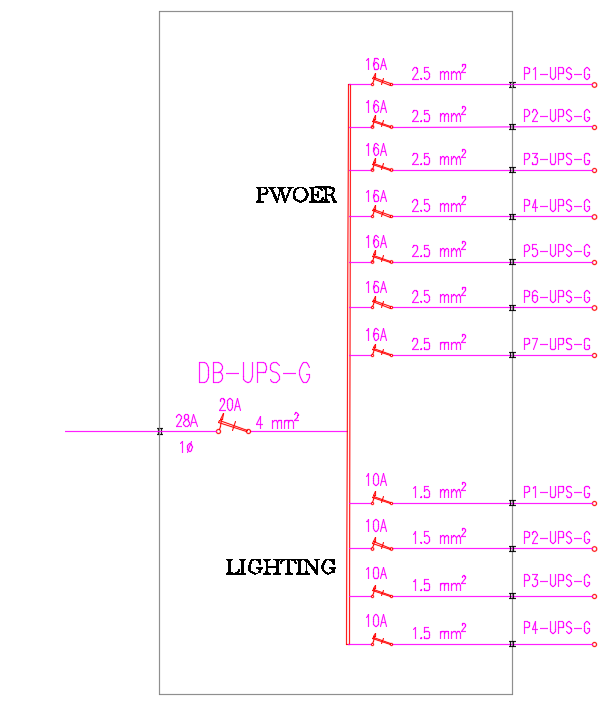 16A 2.5 mm² P1-UPS-G
16A 2.5 mm² P2-UPS-G
16A 2.5 mm² P3-UPS-G
PWOER
16A 2.5 mm² P4-UPS-G
16A 2.5 mm² P5-UPS-G
16A 2.5 mm² P6-UPS-G
16A 2.5 mm² P7-UPS-G
DB-UPS-G
28A 20A 4 mm²
1ø
10A 1.5 mm² P1-UPS-G
10A 1.5 mm² P2-UPS-G
LIGHTING
10A 1.5 mm² P3-UPS-G
10A 1.5 mm² P4-UPS-G